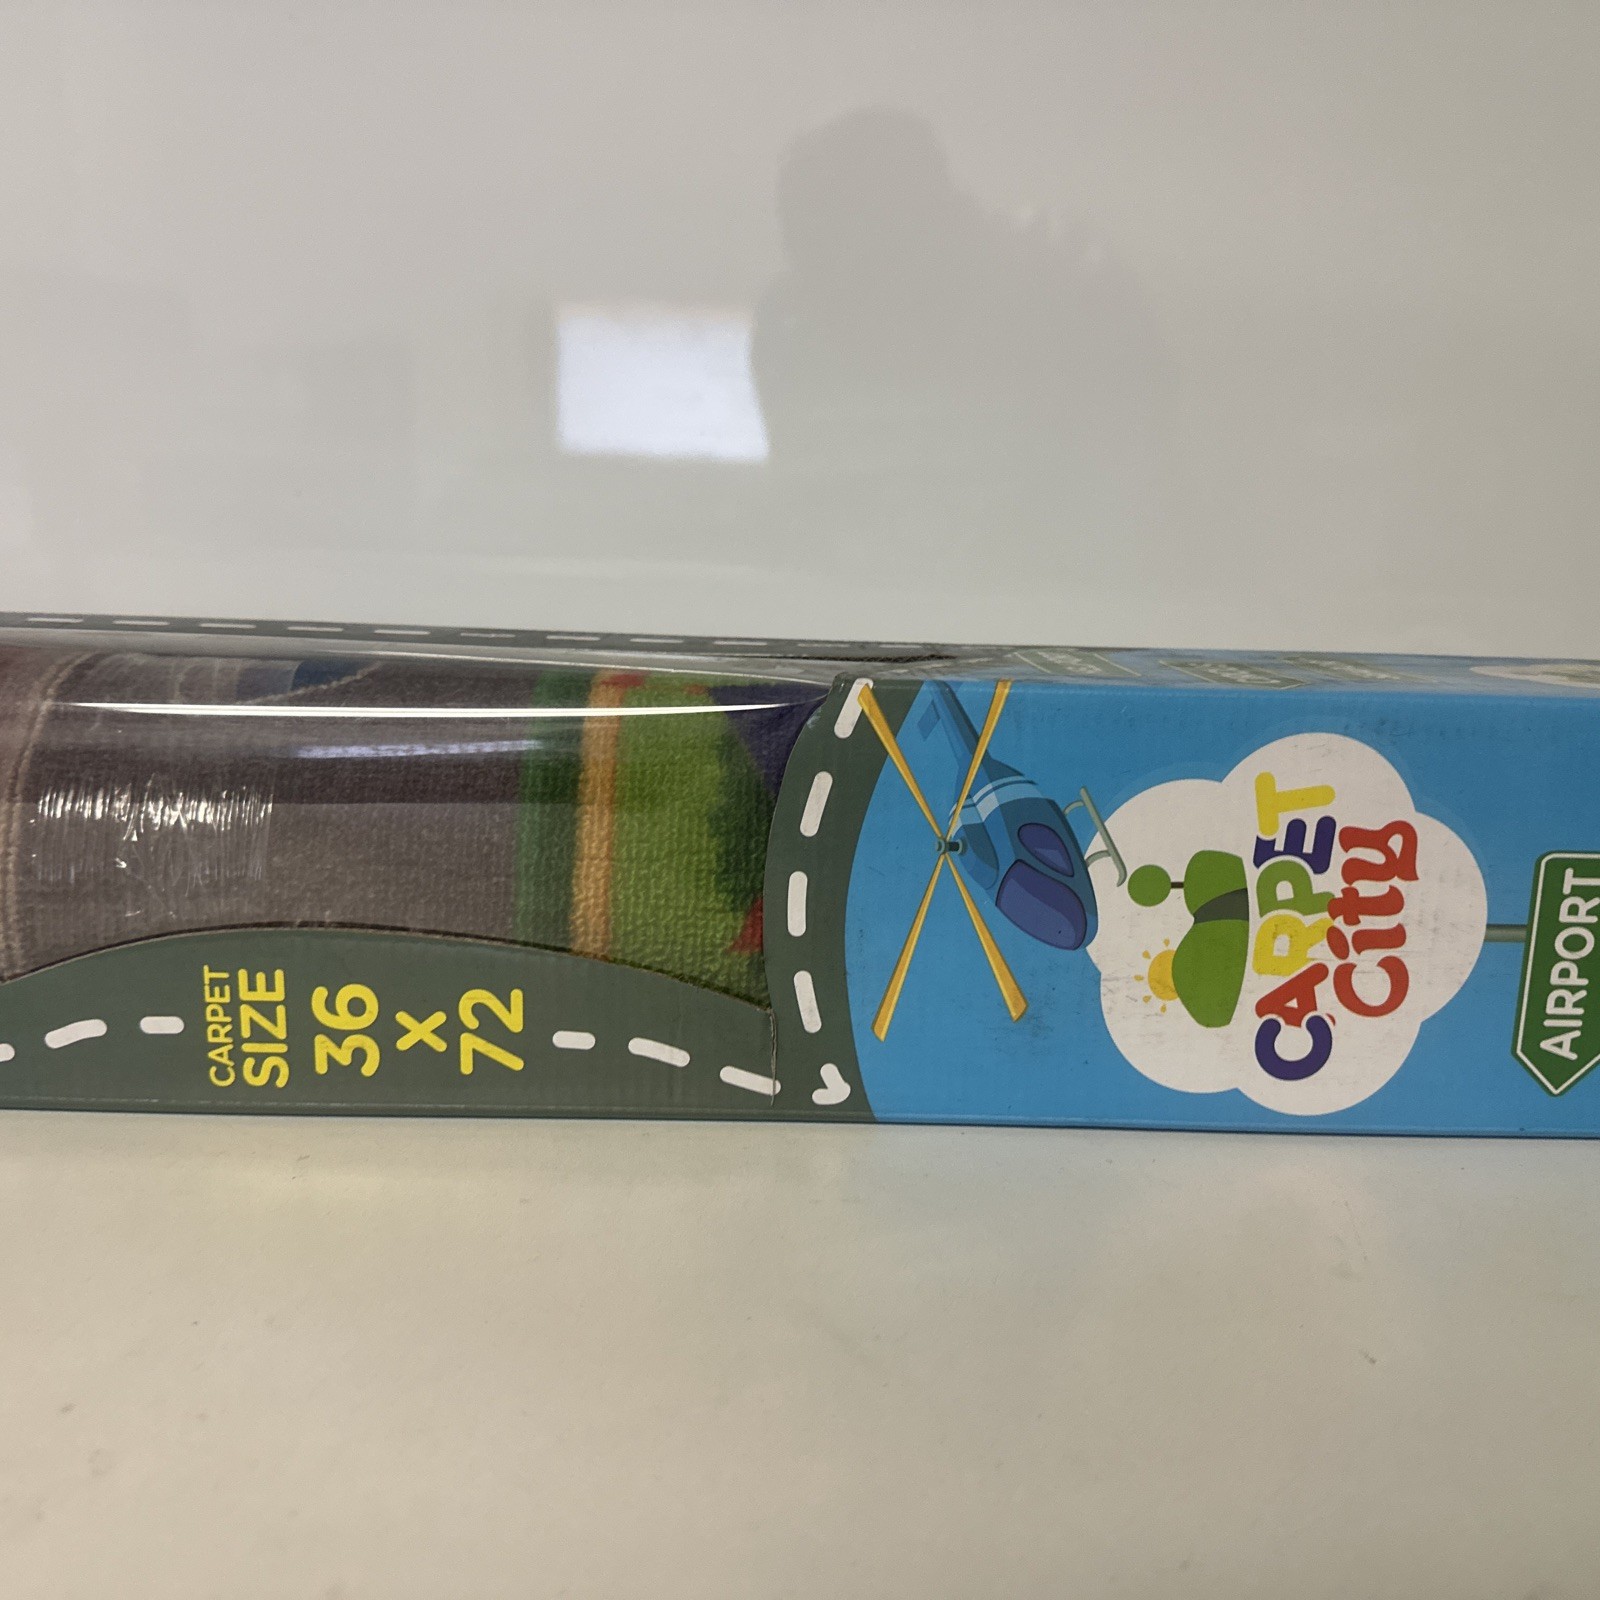 CARPET
SIZE
36
X
72
CARPET
City
AIRPORT